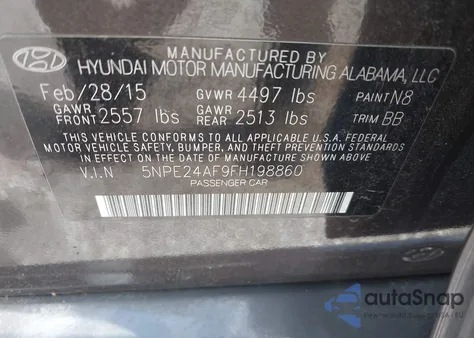 MANUFACTURED BY
HYUNDAI MOTOR MANUFACTURING ALABAMA, LLC
Feb/28/15 GVWR 4497 lbs PAINT N8
GAWR FRONT 2557 lbs GAWR REAR 2513 lbs TRIM BB
THIS VEHICLE CONFORMS TO ALL APPLICABLE U.S.A. FEDERAL
MOTOR VEHICLE SAFETY, BUMPER, AND THEFT PREVENTION STANDARDS
IN EFFECT ON THE DATE OF MANUFACTURE SHOWN ABOVE.
V.I.N 5NPE24AF9FH198860
PASSENGER CAR
autoSnap